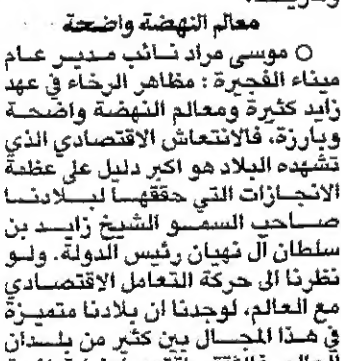 معالم النهضة واضحة
○ موسى مراد نائب مدير عام
ميناء الفجيرة : مظاهر الرخاء في عهد
زايد كثيرة ومعالم النهضة واضحة
وبارزة، فالانتعاش الاقتصادي الذي
تشهده البلاد هو اكبر دليل على عظمة
الانجازات التي حققها لبلادنا
صاحب السمو الشيخ زايد بن
سلطان آل نهيان رئيس الدولة. ولو
نظرنا الى حركة التعامل الاقتصادي
مع العالم، لوجدنا ان بلادنا متميزة
في هذا المجال بين كثير من بلدان